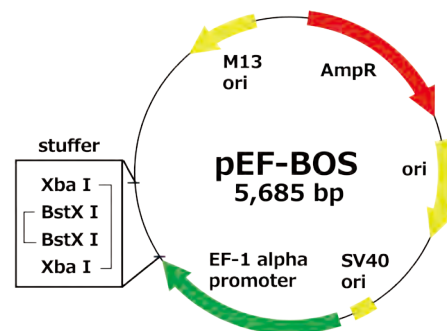 M13
ori
AmpR
stuffer
Xba I
BstX I
BstX I
Xba I
pEF-BOS
5,685 bp
ori
EF-1 alpha
promoter
SV40
ori